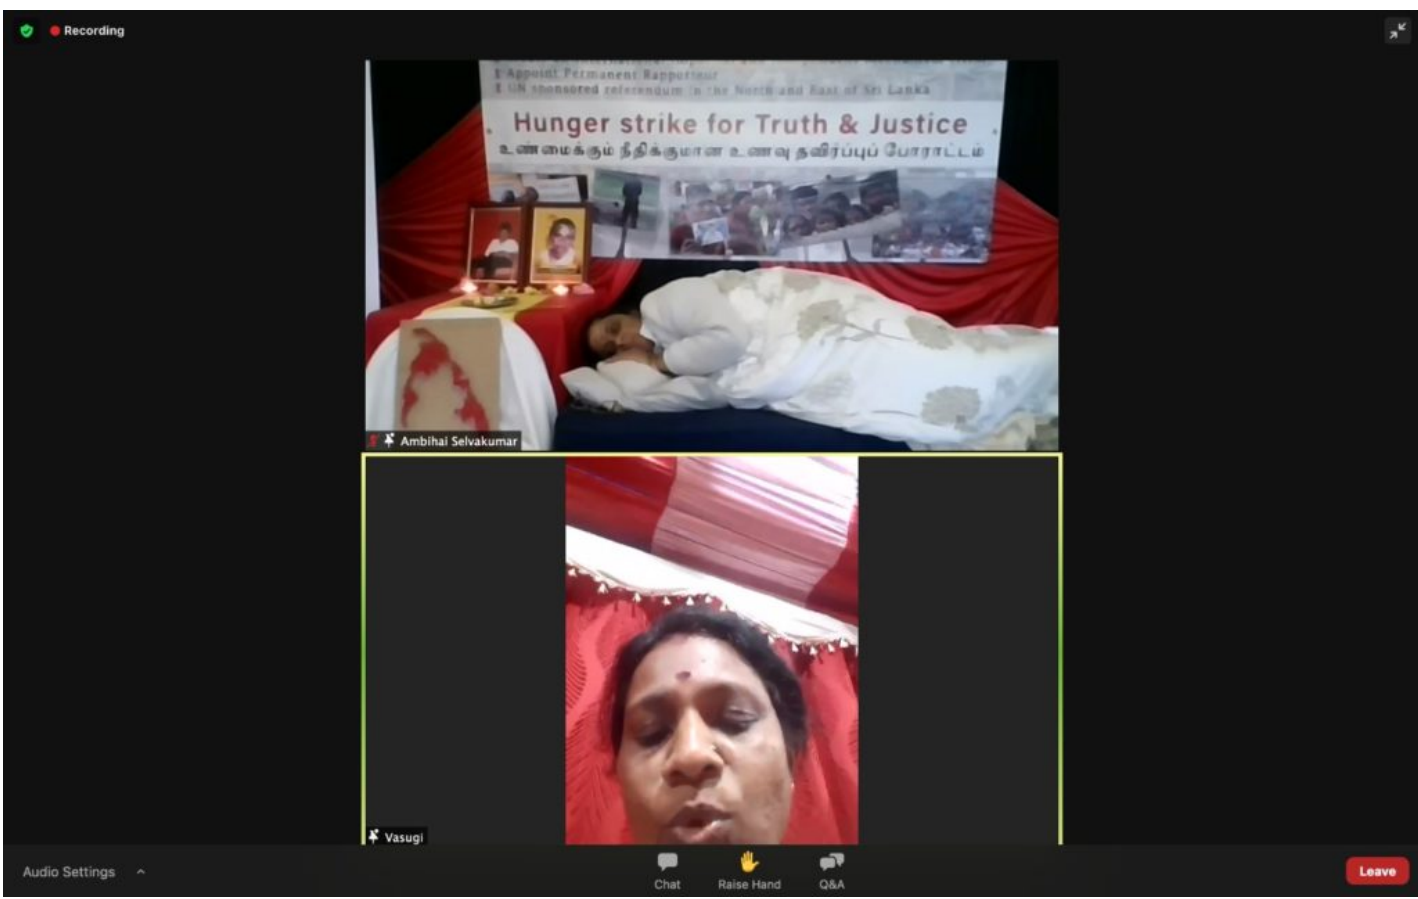 Recording
I Appoint Permanent Rapporteur
I UN sponsored referendum in the North and East of Sri Lanka
Hunger strike for Truth & Justice
உண்மைக்கும் நீதிக்குமான உணவு தவிர்ப்புப் போராட்டம்
Ambihai Selvakumar
Vasugi
Audio Settings
Chat
Raise Hand
Q&A
Leave